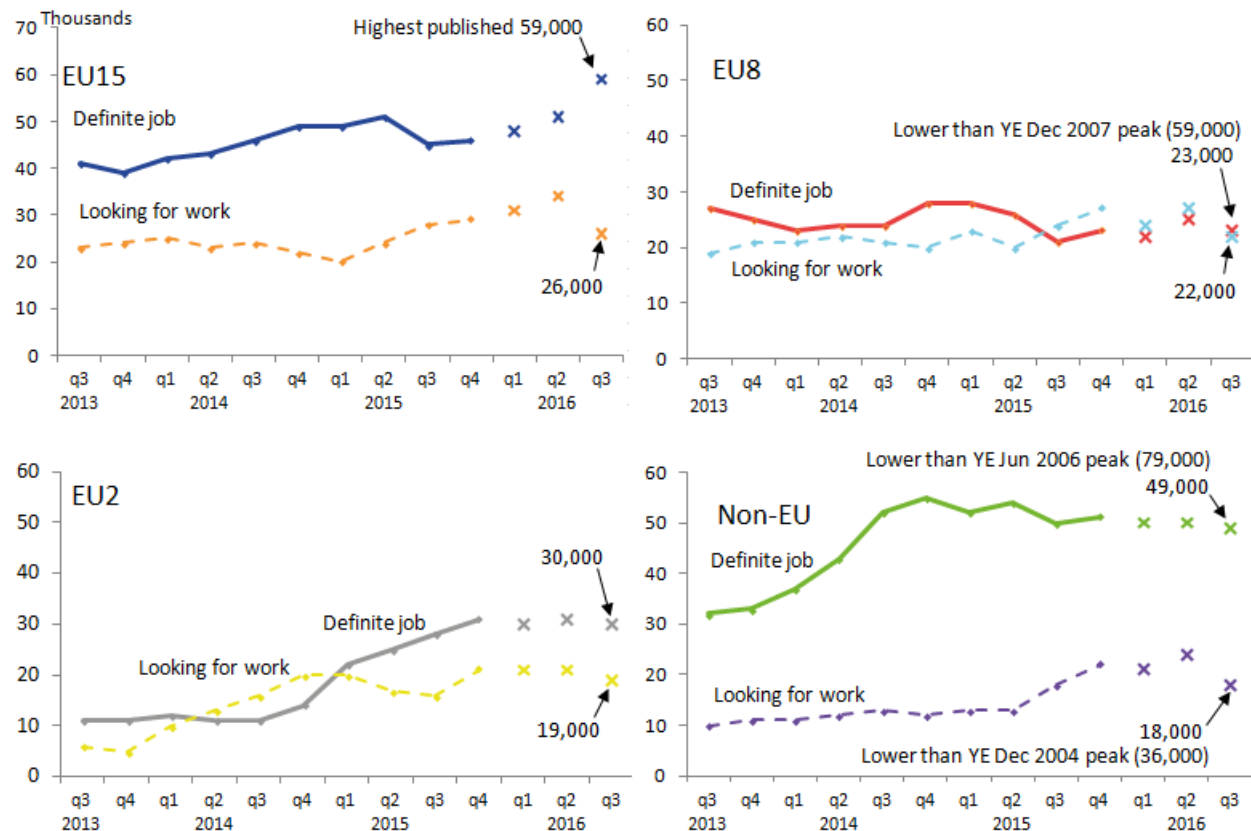 Thousands
70
60
50
40
30
20
10
0
EU15
Highest published 59,000
Definite job
Looking for work
26,000
q3 q4 q1 q2 q3 q4 q1 q2 q3 q4 q1 q2 q3
2013 2014 2015 2016
60
50
40
30
20
10
0
EU8
Lower than YE Dec 2007 peak (59,000)
23,000
Definite job
Looking for work
22,000
q3 q4 q1 q2 q3 q4 q1 q2 q3 q4 q1 q2 q3
2013 2014 2015 2016
60
50
40
30
20
10
0
EU2
30,000
Definite job
Looking for work
19,000
q3 q4 q1 q2 q3 q4 q1 q2 q3 q4 q1 q2 q3
2013 2014 2015 2016
60
50
40
30
20
10
0
Lower than YE Jun 2006 peak (79,000)
49,000
Non-EU
Definite job
Looking for work
18,000
Lower than YE Dec 2004 peak (36,000)
q3 q4 q1 q2 q3 q4 q1 q2 q3 q4 q1 q2 q3
2013 2014 2015 2016